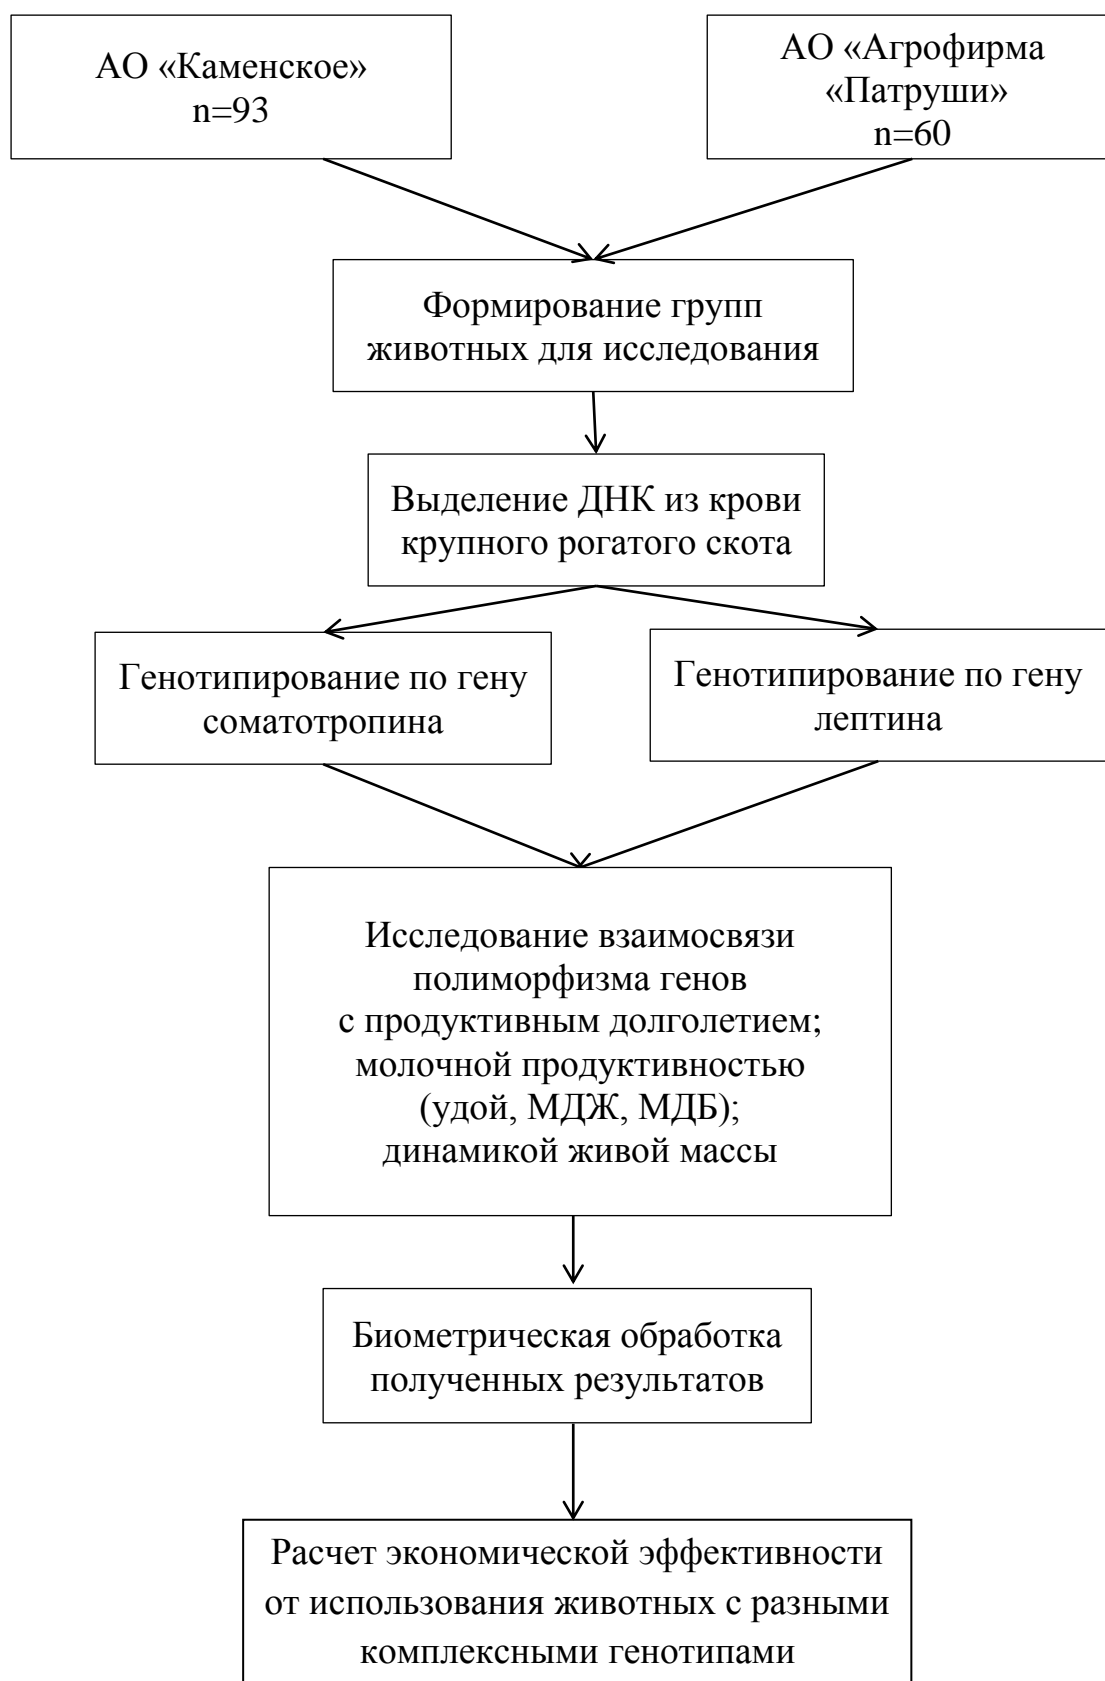 АО «Каменское»
n=93
АО «Агрофирма
«Патруши»
n=60
Формирование групп
животных для исследования
Выделение ДНК из крови
крупного рогатого скота
Генотипирование по гену
соматотропина
Генотипирование по гену
лептина
Исследование взаимосвязи
полиморфизма генов
с продуктивным долголетием;
молочной продуктивностью
(удой, МДЖ, МДБ);
динамикой живой массы
Биометрическая обработка
полученных результатов
Расчет экономической эффективности
от использования животных с разными
комплексными генотипами